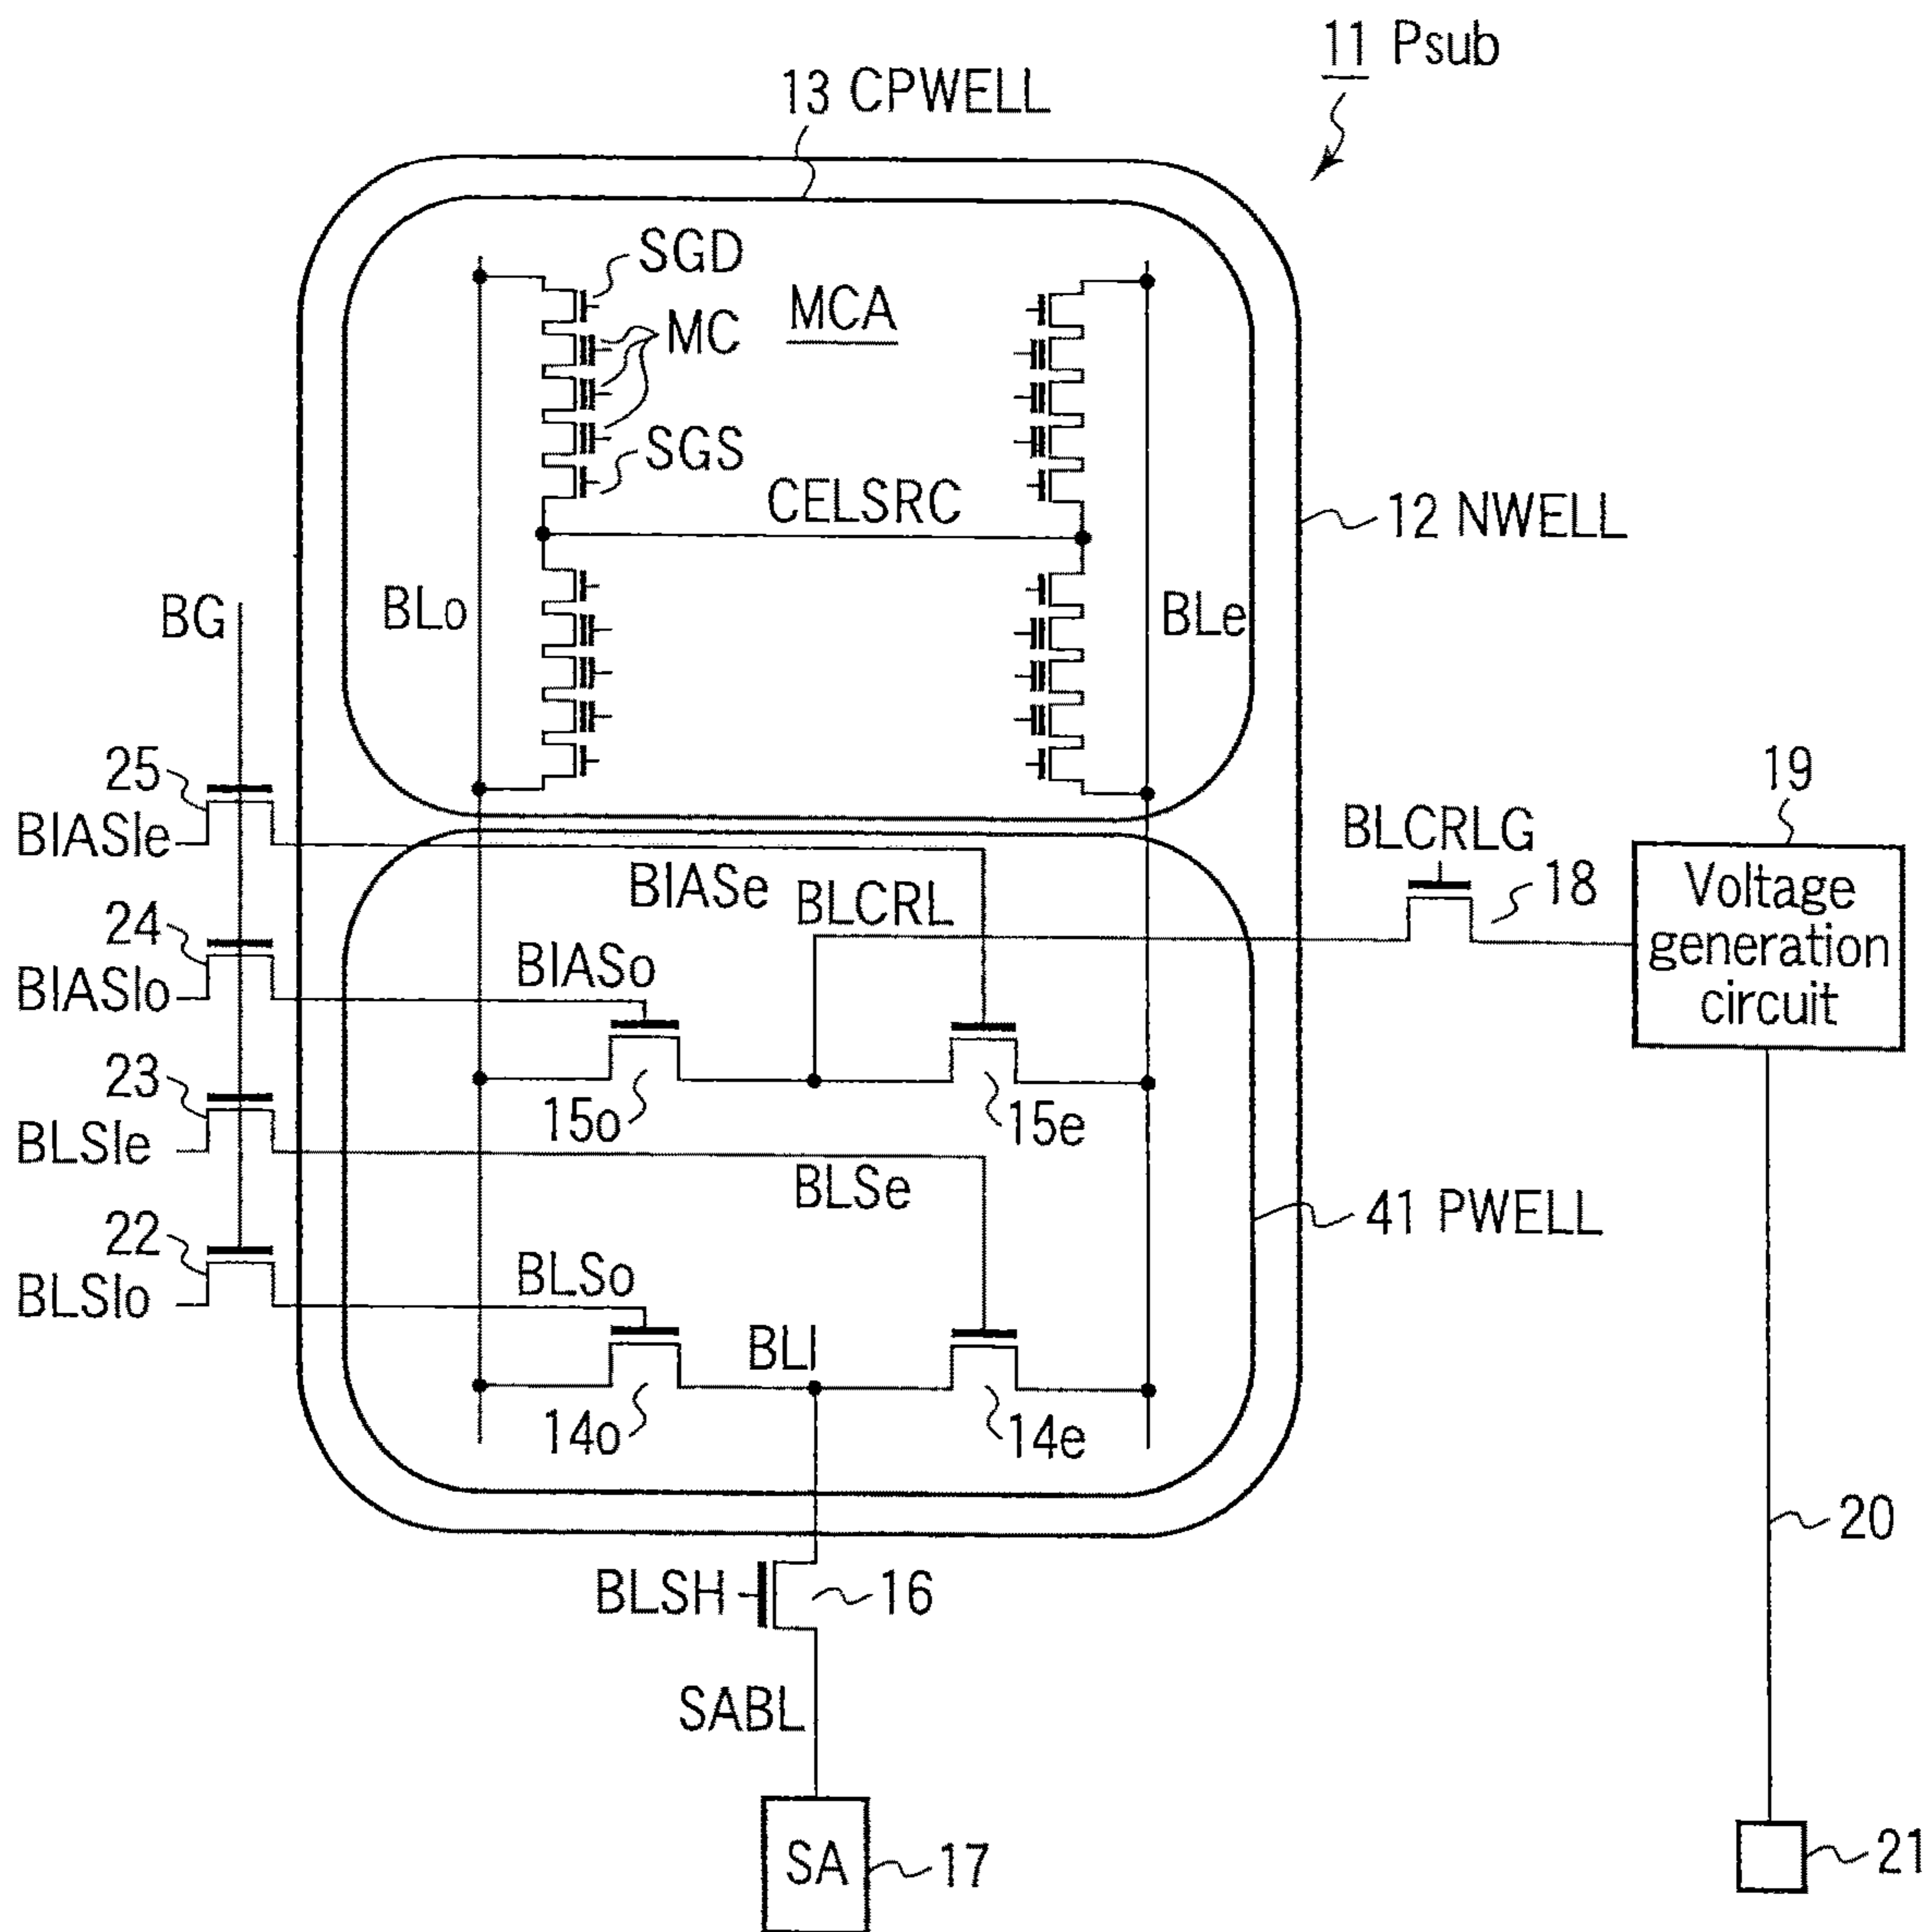 11 Psub
13 CPWELL
SGD
MC
MCA
SGS
CELSRC
12 NWELL
BG
BLo
BLe
25
BIASIe
19
BLCRLG
18
Voltage
generation
circuit
BIASe
BLCRL
24
BIASIo
BIASo
23
BLSIe
15o
15e
BLSe
41 PWELL
22
BLSIo
BLSo
BLI
14o
14e
20
BLSH
16
SABL
SA
17
21